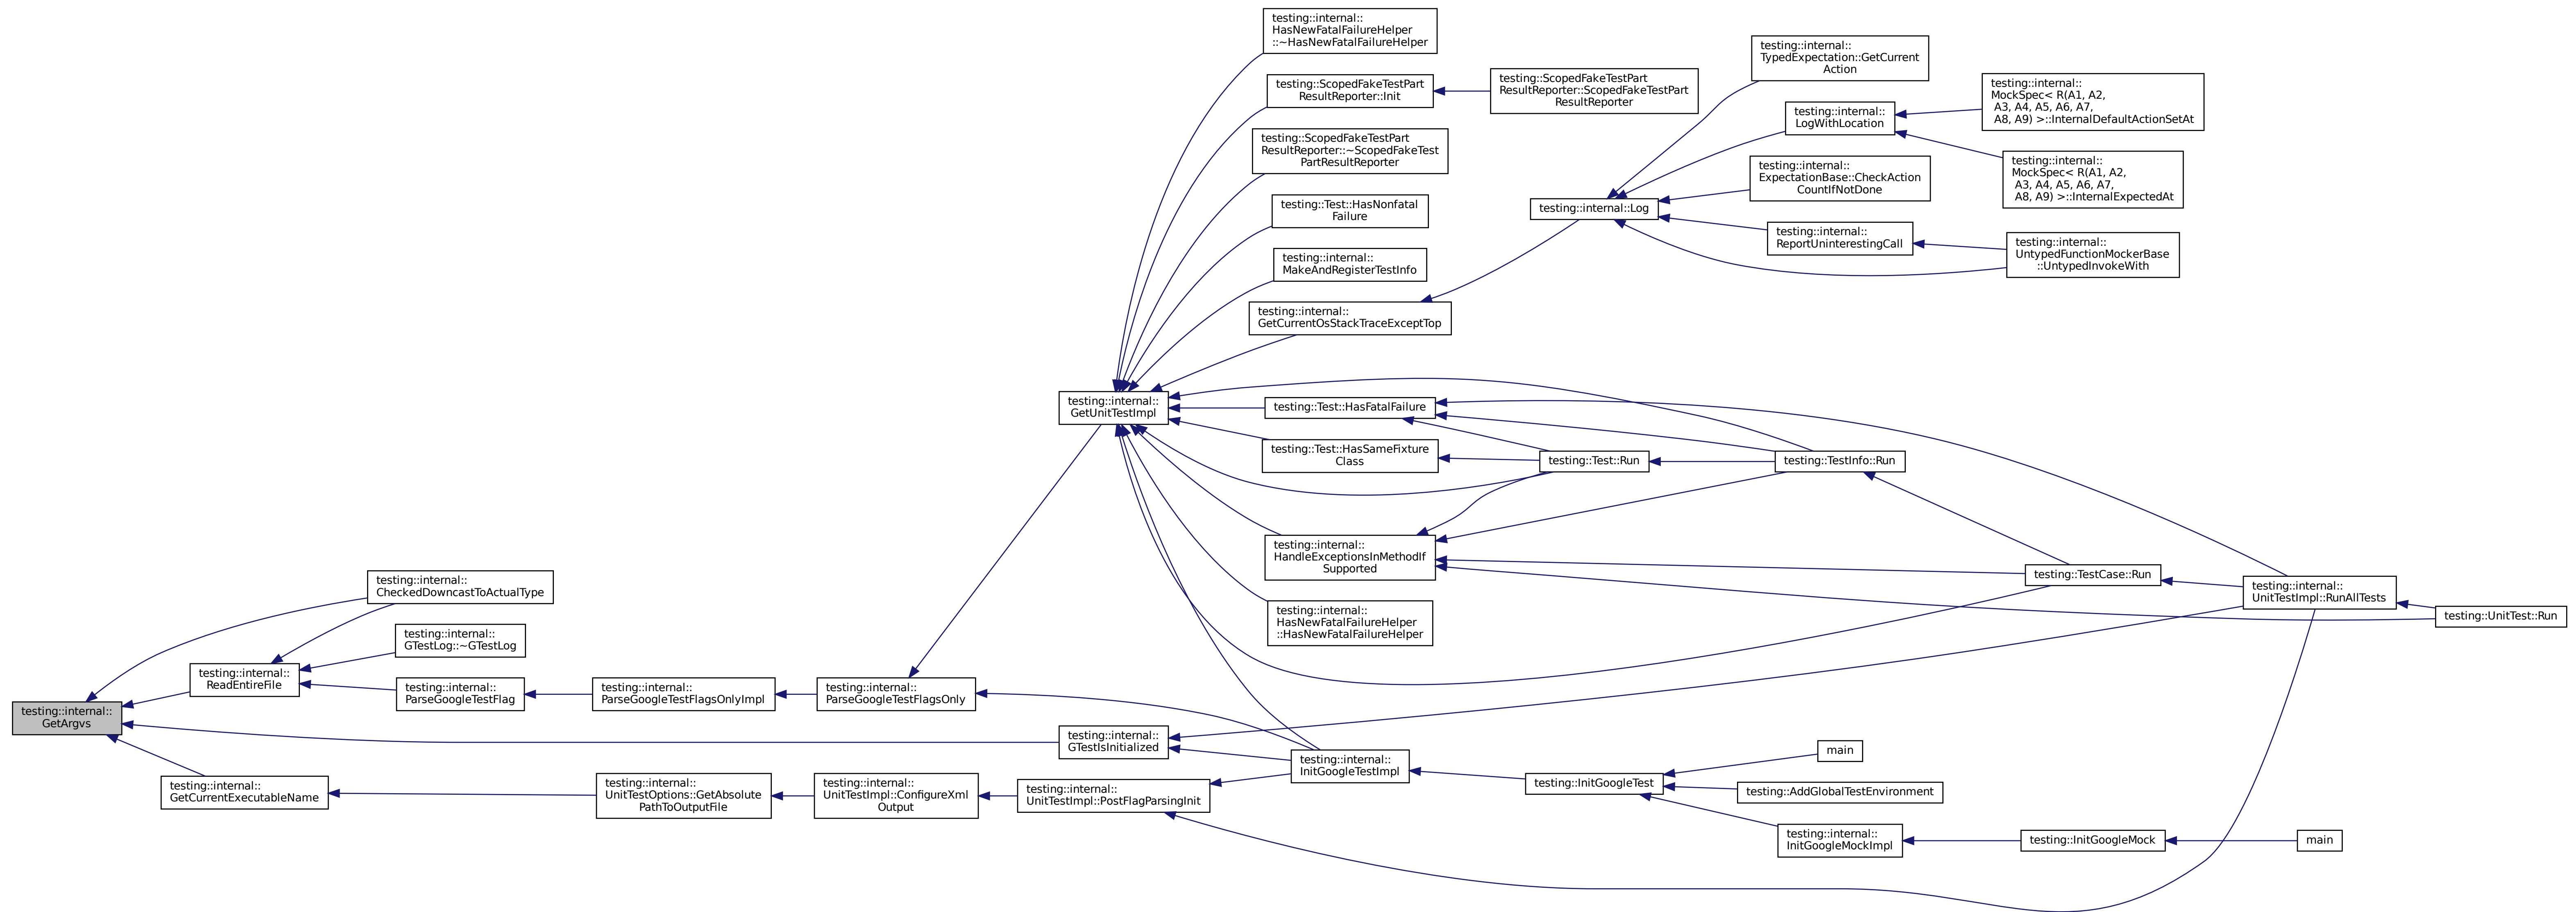 testing::internal::
HasNewFatalFailureHelper
::~HasNewFatalFailureHelper
testing::ScopedFakeTestPart
ResultReporter::Init
testing::ScopedFakeTestPart
ResultReporter::ScopedFakeTestPart
ResultReporter
testing::ScopedFakeTestPart
ResultReporter::~ScopedFakeTest
PartResultReporter
testing::Test::HasNonfatal
Failure
testing::internal::
MakeAndRegisterTestInfo
testing::internal::
GetCurrentOsStackTraceExceptTop
testing::internal::Log
testing::internal::
TypedExpectation::GetCurrent
Action
testing::internal::
LogWithLocation
testing::internal::
MockSpec< R(A1, A2,
A3, A4, A5, A6, A7,
A8, A9) >::InternalDefaultActionSetAt
testing::internal::
MockSpec< R(A1, A2,
A3, A4, A5, A6, A7,
A8, A9) >::InternalExpectedAt
testing::internal::
ExpectationBase::CheckAction
CountIfNotDone
testing::internal::
ReportUninterestingCall
testing::internal::
UntypedFunctionMockerBase
::UntypedInvokeWith
testing::internal::
GetUnitTestImpl
testing::Test::HasFatalFailure
testing::Test::HasSameFixture
Class
testing::Test::Run
testing::TestInfo::Run
testing::internal::
HandleExceptionsInMethodIf
Supported
testing::TestCase::Run
testing::internal::
UnitTestImpl::RunAllTests
testing::UnitTest::Run
testing::internal::
HasNewFatalFailureHelper
::HasNewFatalFailureHelper
testing::internal::
CheckedDowncastToActualType
testing::internal::
GTestLog::~GTestLog
testing::internal::
ReadEntireFile
testing::internal::
ParseGoogleTestFlag
testing::internal::
ParseGoogleTestFlagsOnlyImpl
testing::internal::
ParseGoogleTestFlagsOnly
testing::internal::
GetArgvs
testing::internal::
GTestIsInitialized
testing::internal::
InitGoogleTestImpl
testing::internal::
GetCurrentExecutableName
testing::internal::
UnitTestOptions::GetAbsolute
PathToOutputFile
testing::internal::
UnitTestImpl::ConfigureXml
Output
testing::internal::
UnitTestImpl::PostFlagParsingInit
testing::InitGoogleTest
main
testing::AddGlobalTestEnvironment
testing::internal::
InitGoogleMockImpl
testing::InitGoogleMock
main